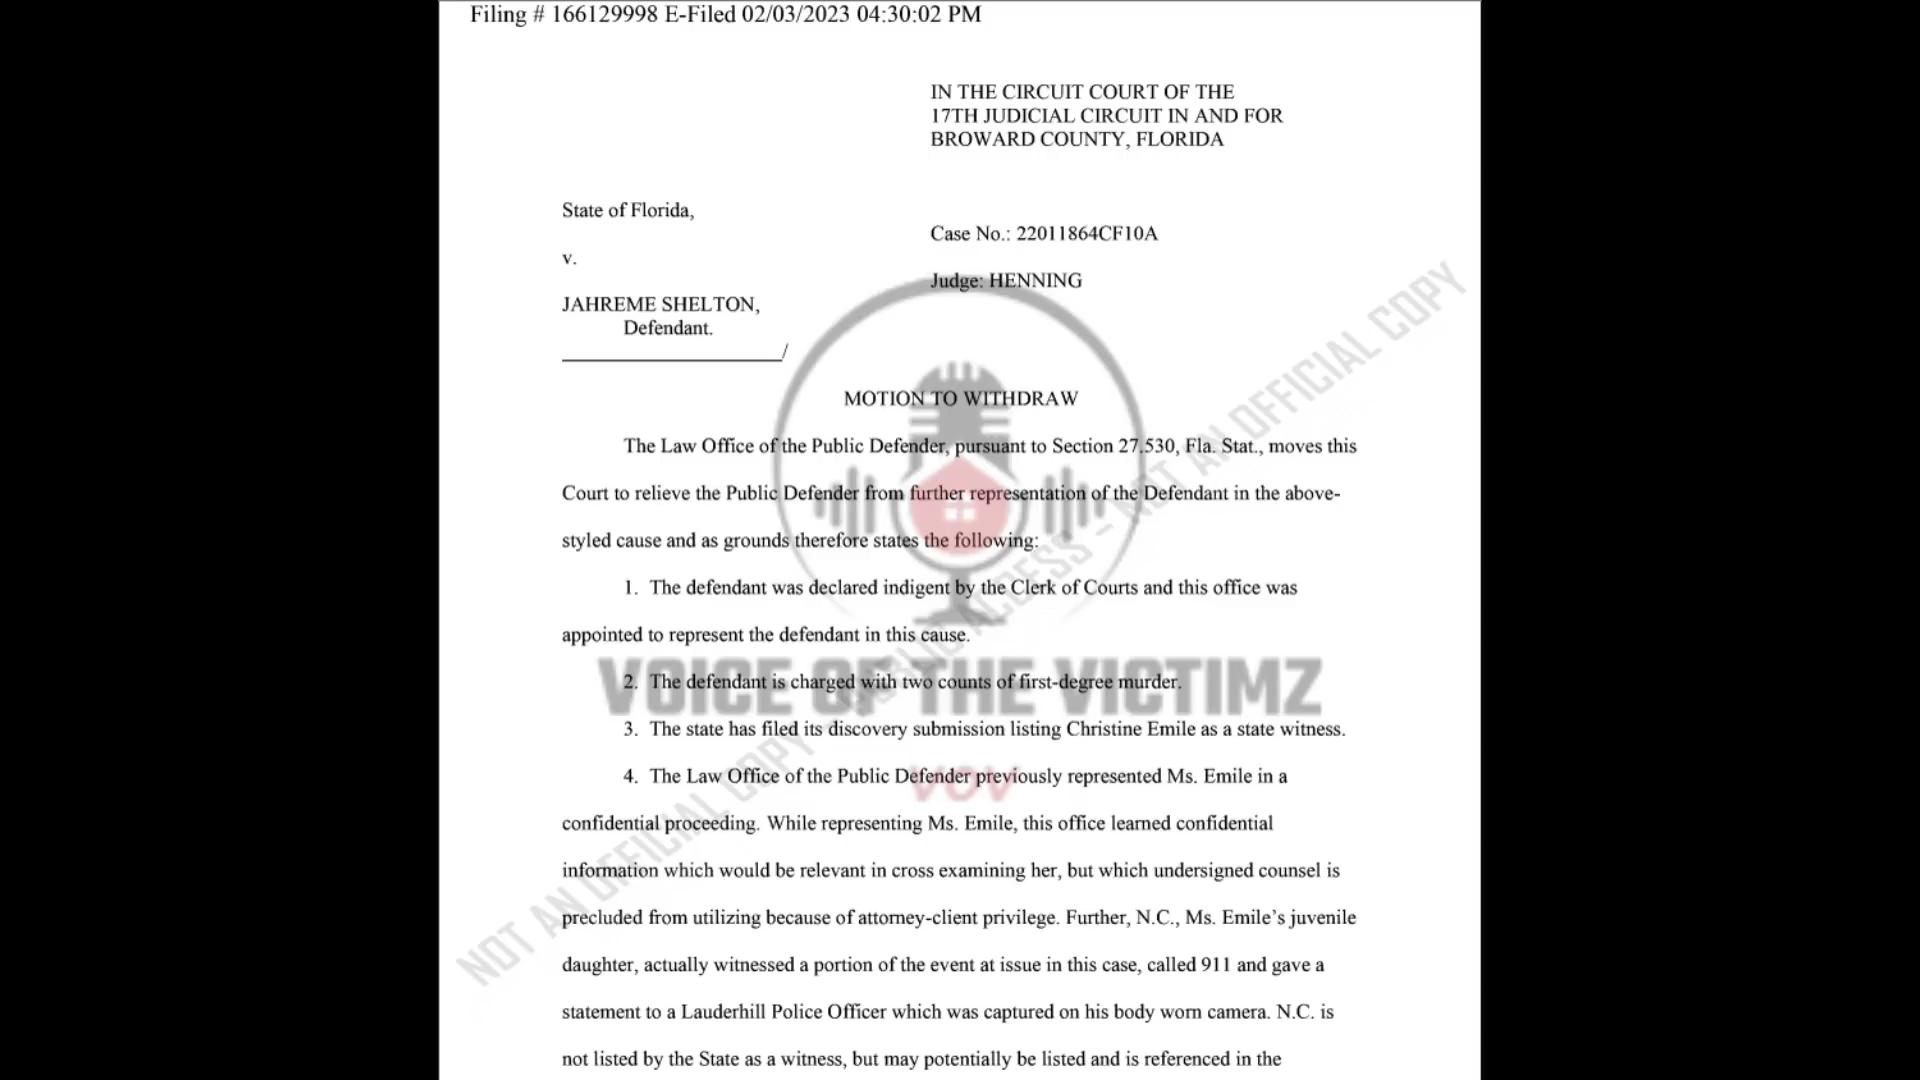 Filing # 166129998 E-Filed 02/03/2023 04:30:02 PM
IN THE CIRCUIT COURT OF THE
17TH JUDICIAL CIRCUIT IN AND FOR
BROWARD COUNTY, FLORIDA
State of Florida,
Case No.: 22011864CF10A
v.
Judge: HENNING
JAHREME SHELTON,
Defendant.
/
MOTION TO WITHDRAW
The Law Office of the Public Defender, pursuant to Section 27.530, Fla. Stat., moves this
Court to relieve the Public Defender from further representation of the Defendant in the above-
styled cause and as grounds therefore states the following:
1. The defendant was declared indigent by the Clerk of Courts and this office was
appointed to represent the defendant in this cause.
VOICE OF THE VICTIMZ
2. The defendant is charged with two counts of first-degree murder.
3. The state has filed its discovery submission listing Christine Emile as a state witness.
4. The Law Office of the Public Defender previously represented Ms. Emile in a
VOV
confidential proceeding. While representing Ms. Emile, this office learned confidential
information which would be relevant in cross examining her, but which undersigned counsel is
precluded from utilizing because of attorney-client privilege. Further, N.C., Ms. Emile’s juvenile
daughter, actually witnessed a portion of the event at issue in this case, called 911 and gave a
statement to a Lauderhill Police Officer which was captured on his body worn camera. N.C. is
not listed by the State as a witness, but may potentially be listed and is referenced in the
NOT AN OFFICIAL COPY - PUBLIC ACCESS - NOT AN OFFICIAL COPY